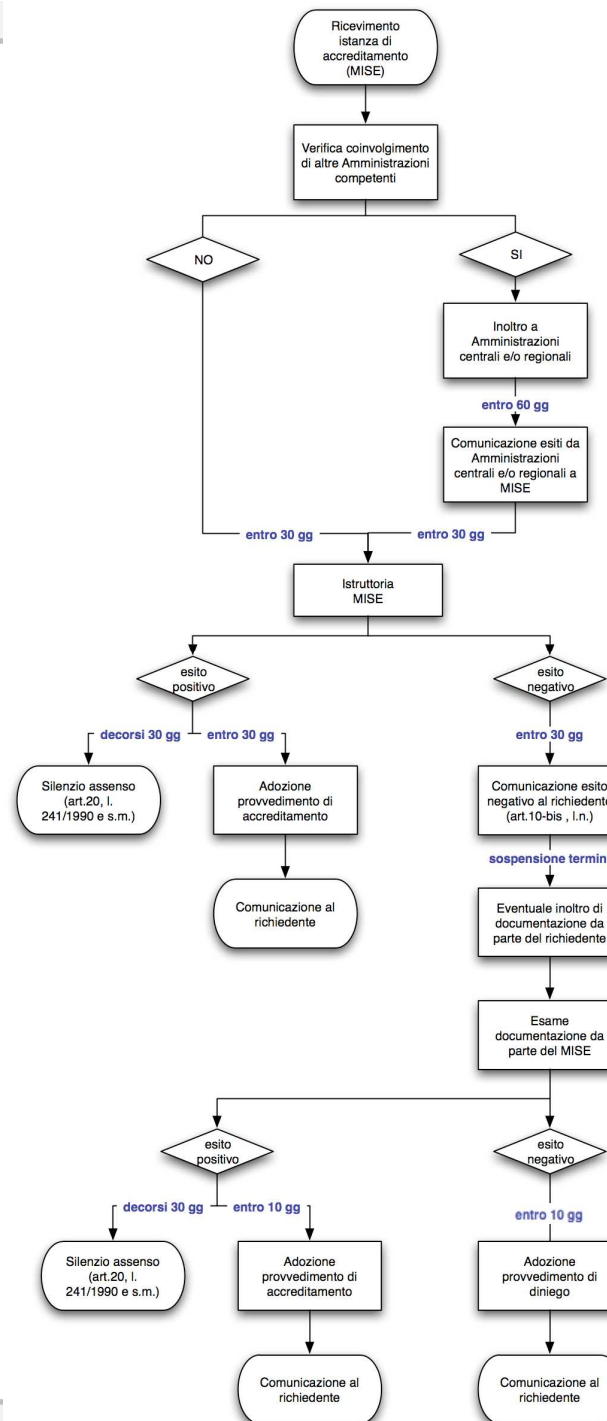 Ricevimento
istanza di
accreditamento
(MISE)
Verifica coinvolgimento
di altre Amministrazioni
competenti
NO
SI
Inoltro a
Amministrazioni
centrali e/o regionali
entro 60 gg
Comunicazione esiti da
Amministrazioni
centrali e/o regionali a
MISE
entro 30 gg
entro 30 gg
Istruttoria
MISE
esito
positivo
esito
negativo
decorsi 30 gg
entro 30 gg
entro 30 gg
Silenzio assenso
(art.20, l.
241/1990 e s.m.)
Adozione
provvedimento di
accreditamento
Comunicazione esito
negativo al richiedente
(art.10-bis , l.n.)
sospensione termin
Comunicazione al
richiedente
Eventuale inoltro di
documentazione da
parte del richiedente
Esame
documentazione da
parte del MISE
esito
positivo
esito
negativo
decorsi 30 gg
entro 10 gg
entro 10 gg
Silenzio assenso
(art.20, l.
241/1990 e s.m.)
Adozione
provvedimento di
accreditamento
Adozione
provvedimento di
diniego
Comunicazione al
richiedente
Comunicazione al
richiedente